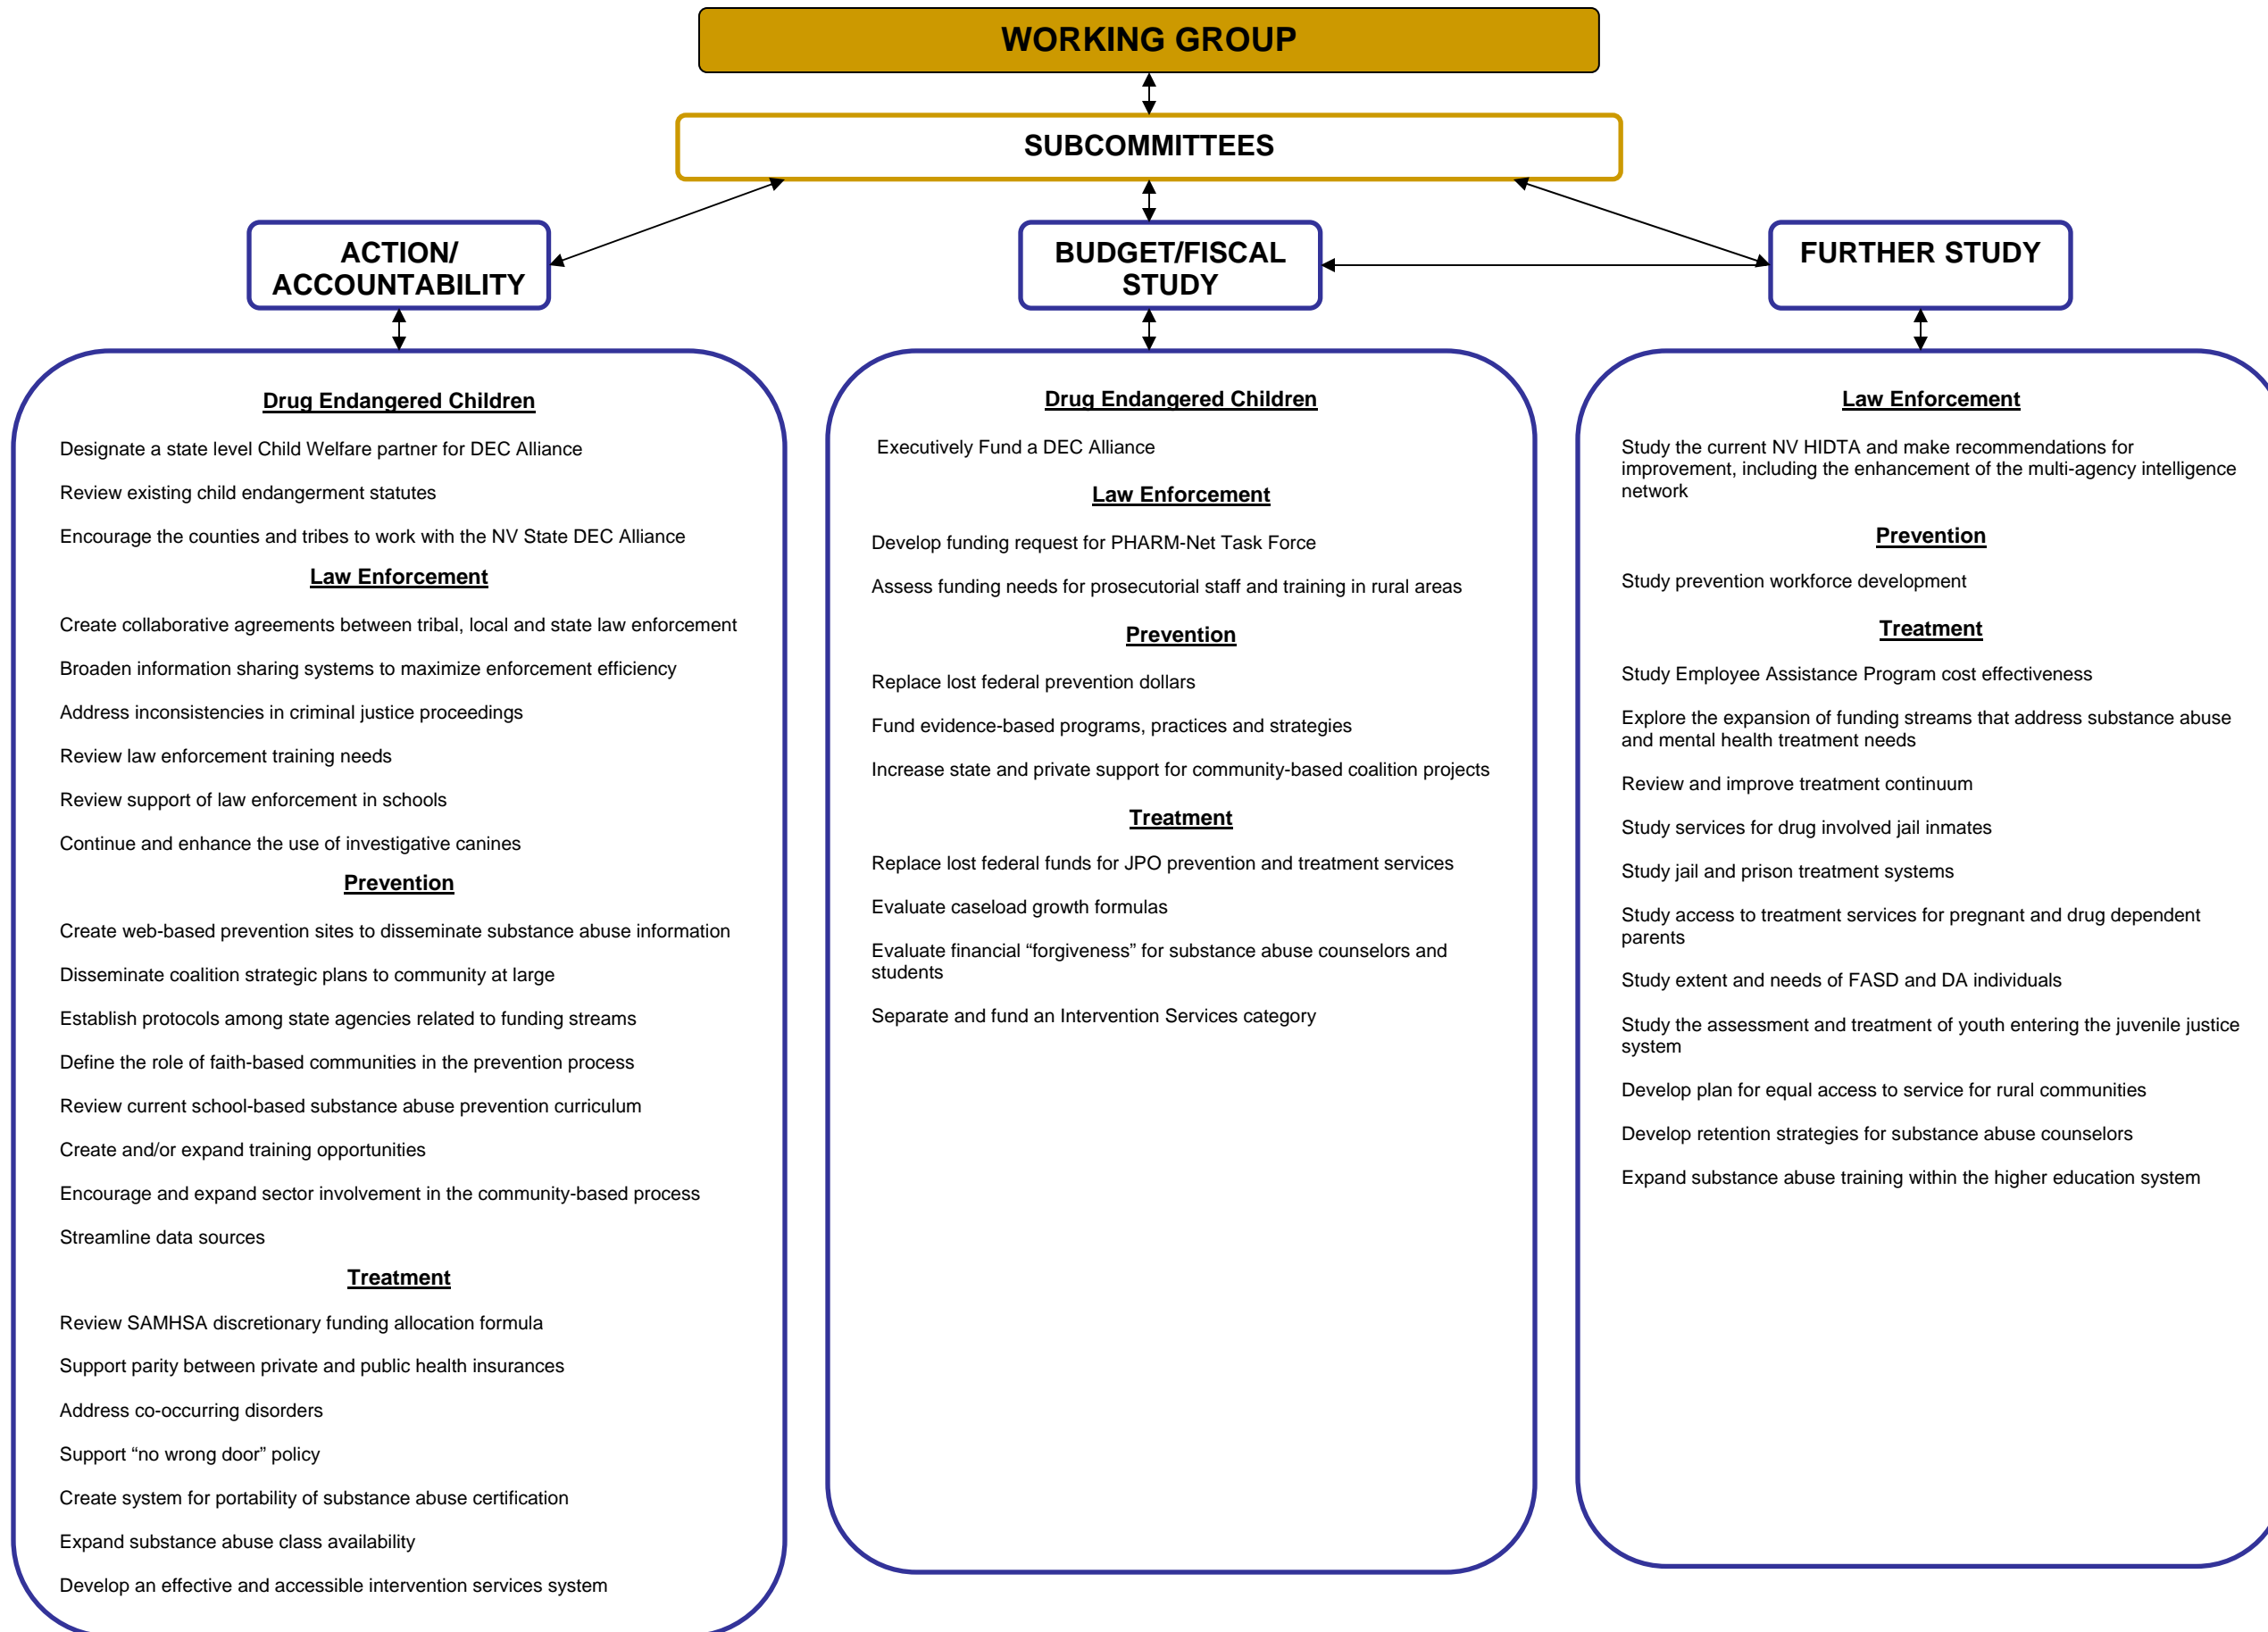 WORKING GROUP
SUBCOMMITTEES
ACTION/
ACCOUNTABILITY
BUDGET/FISCAL
STUDY
FURTHER STUDY
Drug Endangered Children
Designate a state level Child Welfare partner for DEC Alliance
Review existing child endangerment statutes
Encourage the counties and tribes to work with the NV State DEC Alliance
Law Enforcement
Create collaborative agreements between tribal, local and state law enforcement
Broaden information sharing systems to maximize enforcement efficiency
Address inconsistencies in criminal justice proceedings
Review law enforcement training needs
Review support of law enforcement in schools
Continue and enhance the use of investigative canines
Prevention
Create web-based prevention sites to disseminate substance abuse information
Disseminate coalition strategic plans to community at large
Establish protocols among state agencies related to funding streams
Define the role of faith-based communities in the prevention process
Review current school-based substance abuse prevention curriculum
Create and/or expand training opportunities
Encourage and expand sector involvement in the community-based process
Streamline data sources
Treatment
Review SAMHSA discretionary funding allocation formula
Support parity between private and public health insurances
Address co-occurring disorders
Support “no wrong door” policy
Create system for portability of substance abuse certification
Expand substance abuse class availability
Develop an effective and accessible intervention services system
Drug Endangered Children
Executively Fund a DEC Alliance
Law Enforcement
Develop funding request for PHARM-Net Task Force
Assess funding needs for prosecutorial staff and training in rural areas
Prevention
Replace lost federal prevention dollars
Fund evidence-based programs, practices and strategies
Increase state and private support for community-based coalition projects
Treatment
Replace lost federal funds for JPO prevention and treatment services
Evaluate caseload growth formulas
Evaluate financial “forgiveness” for substance abuse counselors and
students
Separate and fund an Intervention Services category
Law Enforcement
Study the current NV HIDTA and make recommendations for
improvement, including the enhancement of the multi-agency intelligence
network
Prevention
Study prevention workforce development
Treatment
Study Employee Assistance Program cost effectiveness
Explore the expansion of funding streams that address substance abuse
and mental health treatment needs
Review and improve treatment continuum
Study services for drug involved jail inmates
Study jail and prison treatment systems
Study access to treatment services for pregnant and drug dependent
parents
Study extent and needs of FASD and DA individuals
Study the assessment and treatment of youth entering the juvenile justice
system
Develop plan for equal access to service for rural communities
Develop retention strategies for substance abuse counselors
Expand substance abuse training within the higher education system